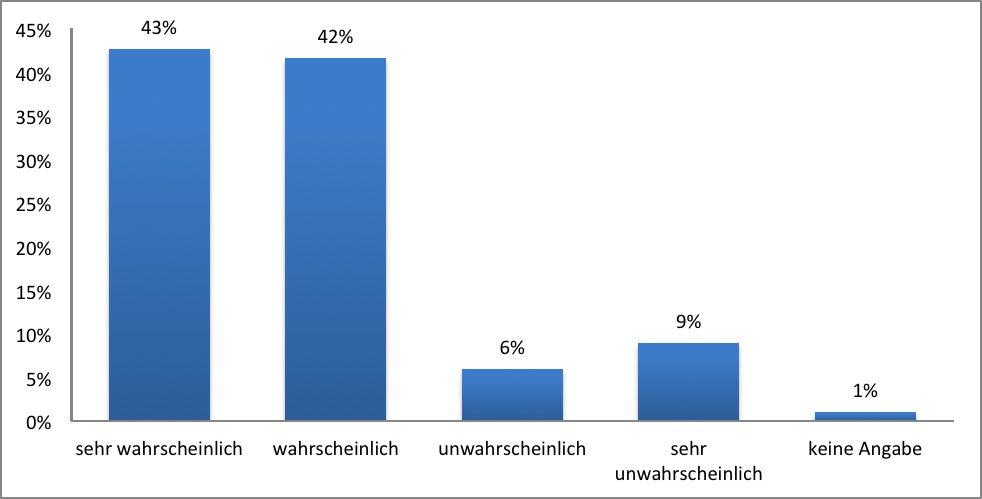 45%
40%
35%
30%
25%
20%
15%
10%
5%
0%
43%
42%
6%
9%
1%
sehr wahrscheinlich
wahrscheinlich
unwahrscheinlich
sehr
unwahrscheinlich
keine Angabe